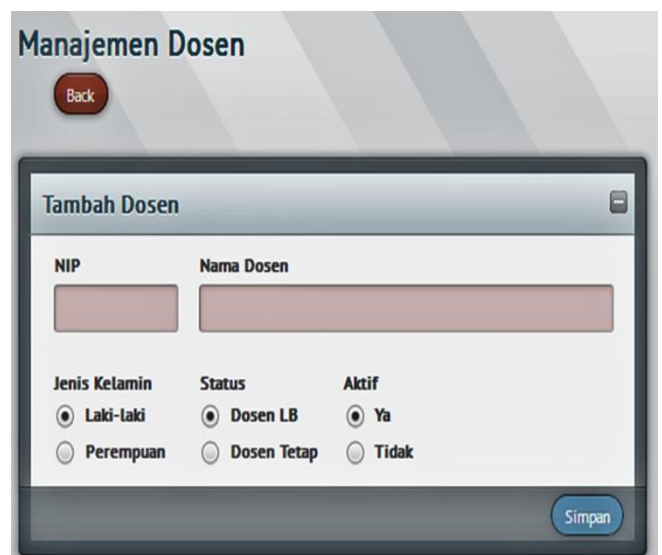 Manajemen Dosen
Back
Tambah Dosen
NIP Nama Dosen
Jenis Kelamin Status Aktif
Laki-laki Dosen LB Ya
Perempuan Dosen Tetap Tidak
Simpan